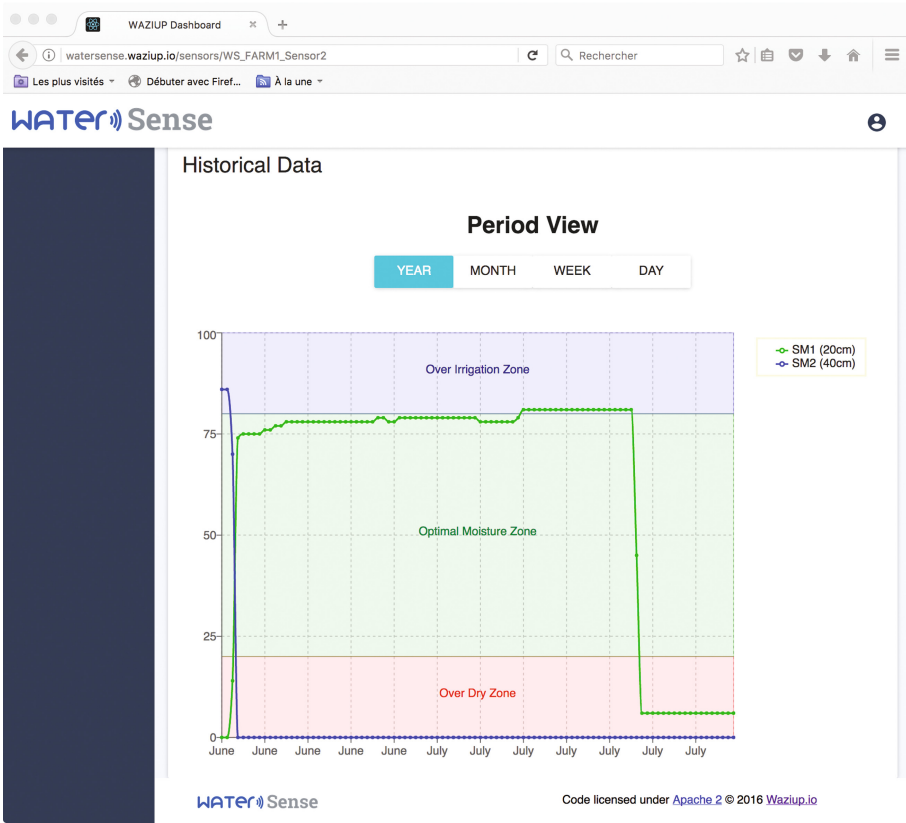 WAZIUP Dashboard
watersense.waziup.io/sensors/WS_FARM1_Sensor2
Rechercher
Les plus visités
Débuter avec Firef...
À la une
WATER Sense
Historical Data
Period View
YEAR MONTH WEEK DAY
100
75
50
25
0
Over Irrigation Zone
Optimal Moisture Zone
Over Dry Zone
SM1 (20cm)
SM2 (40cm)
June June June June June July July July July July July July
WATER Sense
Code licensed under Apache 2 © 2016 Waziup.io